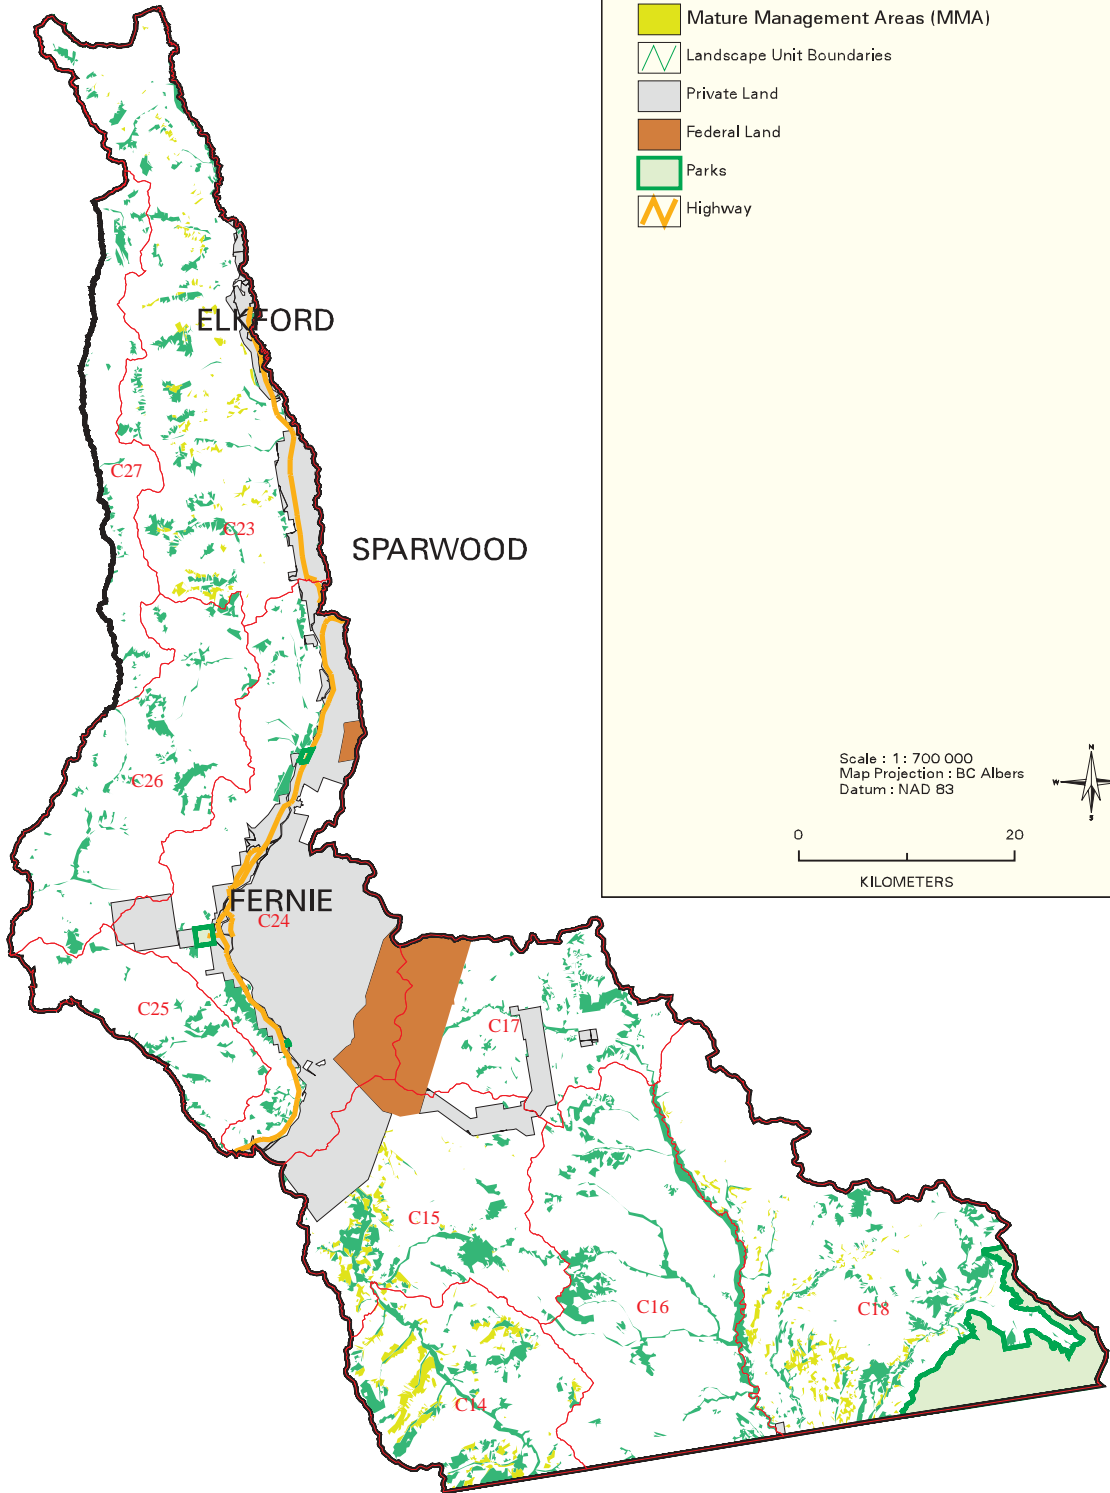 Mature Management Areas (MMA)
Landscape Unit Boundaries
Private Land
Federal Land
Parks
Highway
ELKFORD
C27
C23
SPARWOOD
C26
Scale : 1 : 700 000
Map Projection : BC Albers
Datum : NAD 83
N
W
S
0 20
KILOMETERS
FERNIE
C24
C25
C17
C15
C16
C18
C14